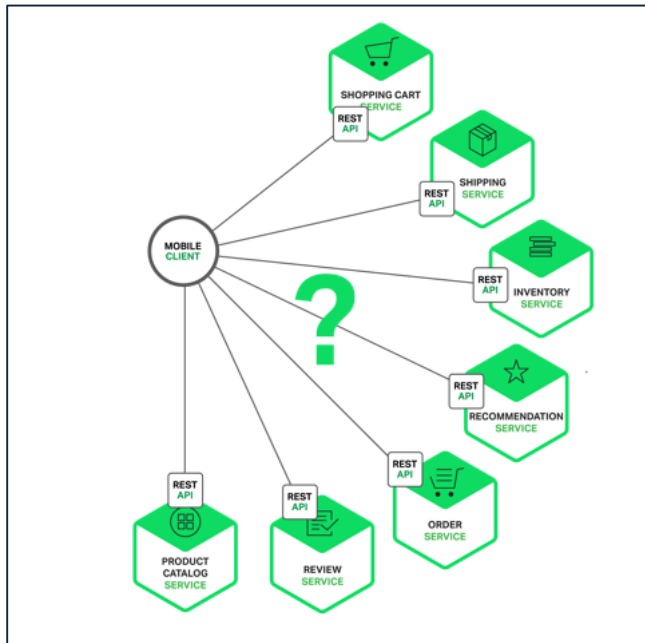 SHOPPING CART
SERVICE
REST
API
SHIPPING
SERVICE
REST
API
MOBILE
CLIENT
INVENTORY
SERVICE
REST
API
?
RECOMMENDATION
SERVICE
REST
API
ORDER
SERVICE
REST
API
REVIEW
SERVICE
REST
API
PRODUCT
CATALOG
SERVICE
REST
API